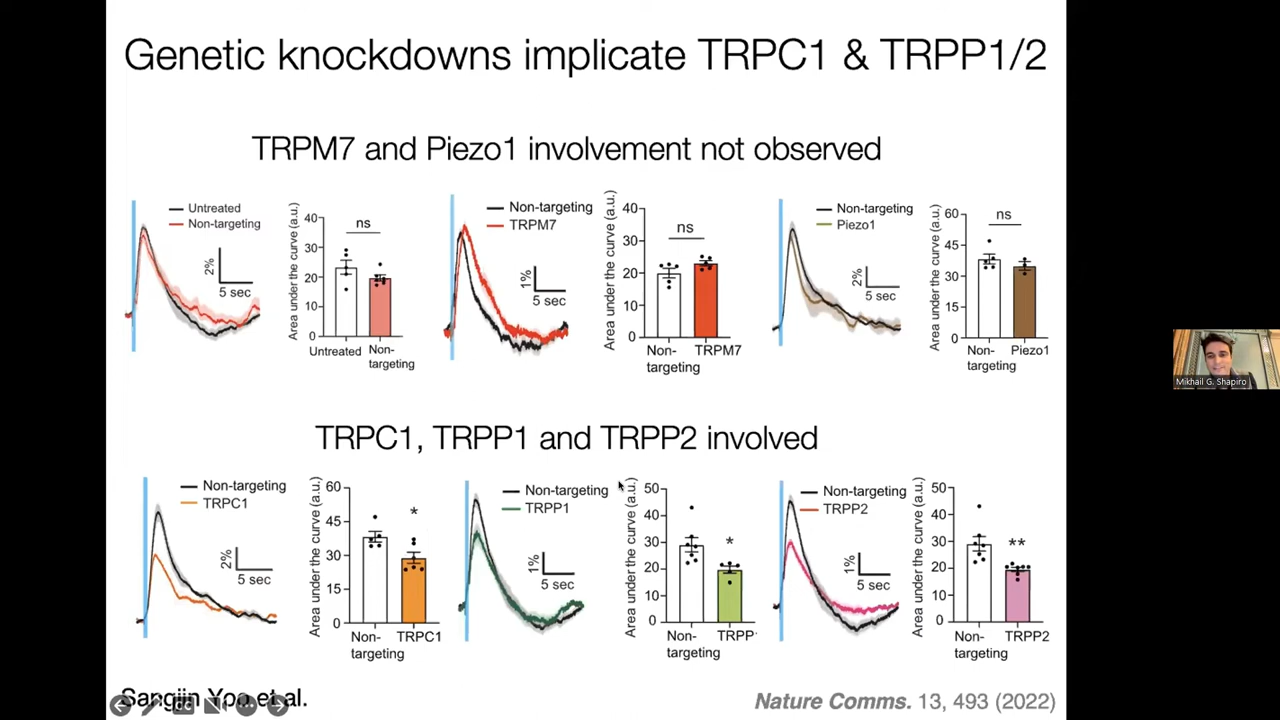 Genetic knockdowns implicate TRPC1 & TRPP1/2
TRPM7 and Piezo1 involvement not observed
Untreated
Non-targeting
2%
5 sec
Area under the curve (a.u.)
40
30
20
10
0
ns
Untreated
Non-
targeting
Non-targeting
TRPM7
1%
5 sec
Area under the curve (a.u.)
40
30
20
10
0
ns
Non-
targeting
TRPM7
Non-targeting
Piezo1
2%
5 sec
Area under the curve (a.u.)
60
45
30
15
0
ns
Non-
targeting
Piezo1
TRPC1, TRPP1 and TRPP2 involved
Non-targeting
TRPC1
2%
5 sec
Area under the curve (a.u.)
60
45
30
15
0
*
Non-
targeting
TRPC1
Non-targeting
TRPP1
1%
5 sec
Area under the curve (a.u.)
50
40
30
20
10
0
*
Non-
targeting
TRPP
Non-targeting
TRPP2
1%
5 sec
Area under the curve (a.u.)
50
40
30
20
10
0
**
Non-
targeting
TRPP2
Sangjin Yoo et al.
Nature Comms. 13, 493 (2022)
Mikhail G. Shapiro